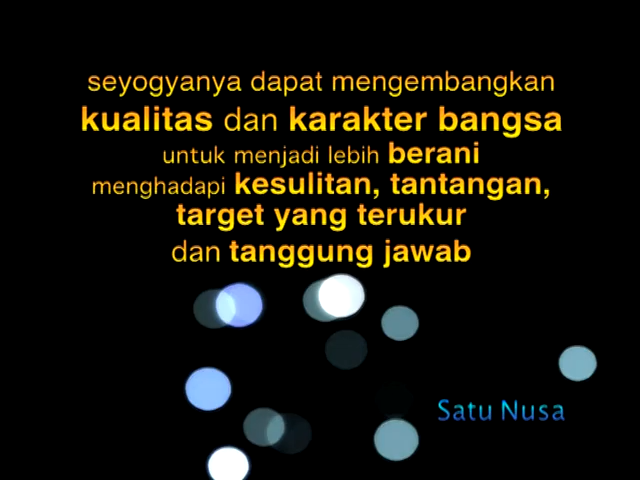 seyogyanya dapat mengembangkan
kualitas dan karakter bangsa
untuk menjadi lebih berani
menghadapi kesulitan, tantangan,
target yang terukur
dan tanggung jawab
Satu Nusa